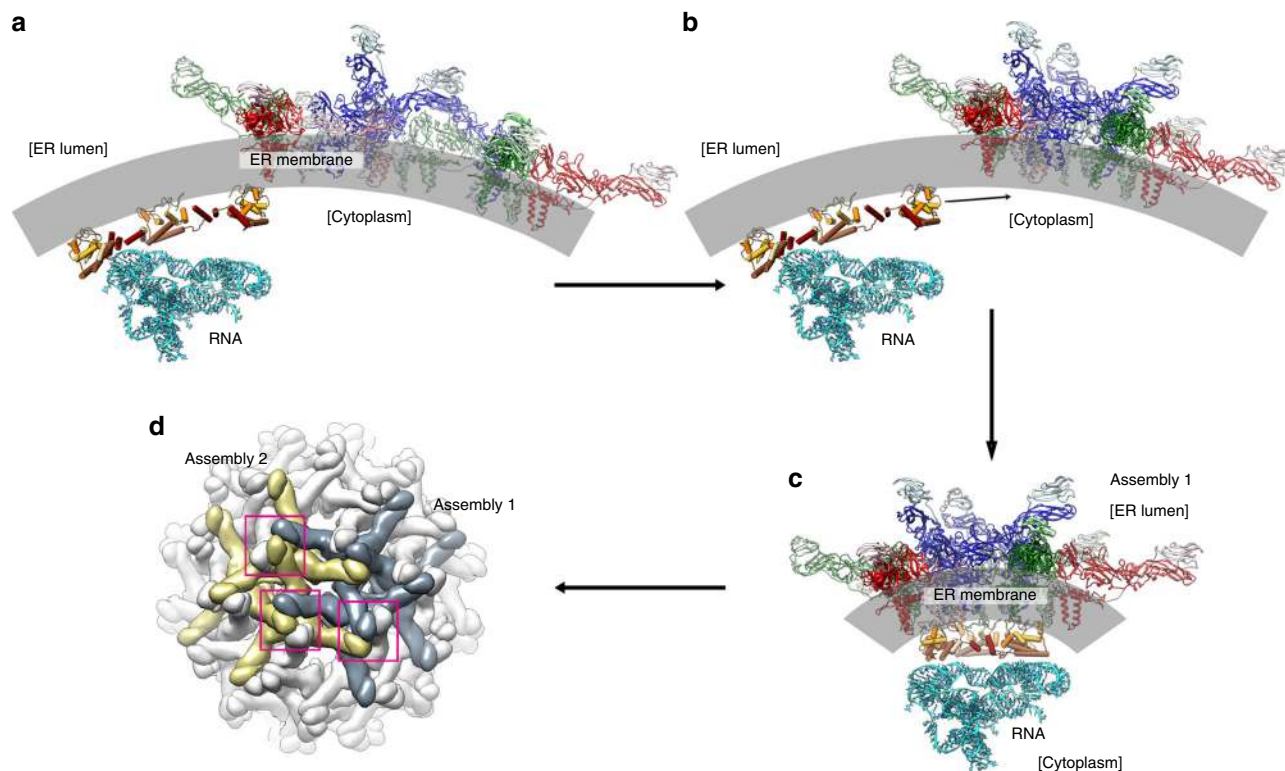 a
[ER lumen]
ER membrane
[Cytoplasm]
RNA
b
[ER lumen]
[Cytoplasm]
RNA
d
Assembly 2
Assembly 1
c
Assembly 1
[ER lumen]
ER membrane
RNA
[Cytoplasm]